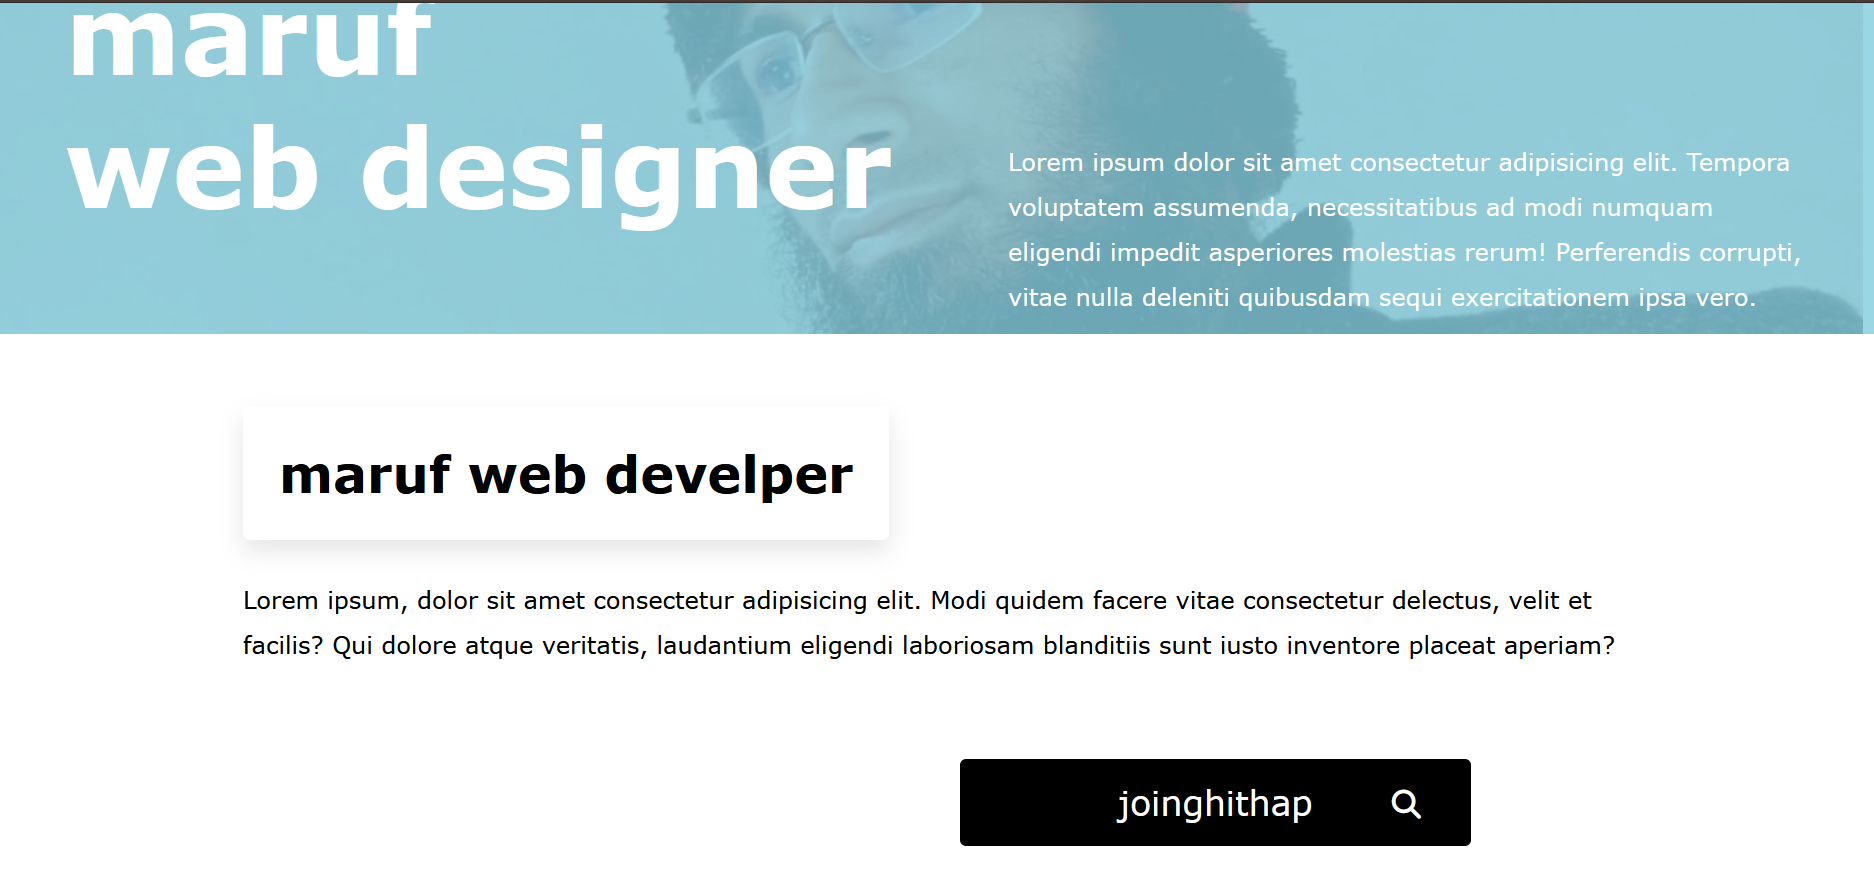 maruf
web designer
Lorem ipsum dolor sit amet consectetur adipisicing elit. Tempora
voluptatem assumenda, necessitatibus ad modi numquam
eligendi impedit asperiores molestias rerum! Perferendis corrupti,
vitae nulla deleniti quibusdam sequi exercitationem ipsa vero.
maruf web develper
Lorem ipsum, dolor sit amet consectetur adipisicing elit. Modi quidem facere vitae consectetur delectus, velit et
facilis? Qui dolore atque veritatis, laudantium eligendi laboriosam blanditiis sunt iusto inventore placeat aperiam?
joinghithap